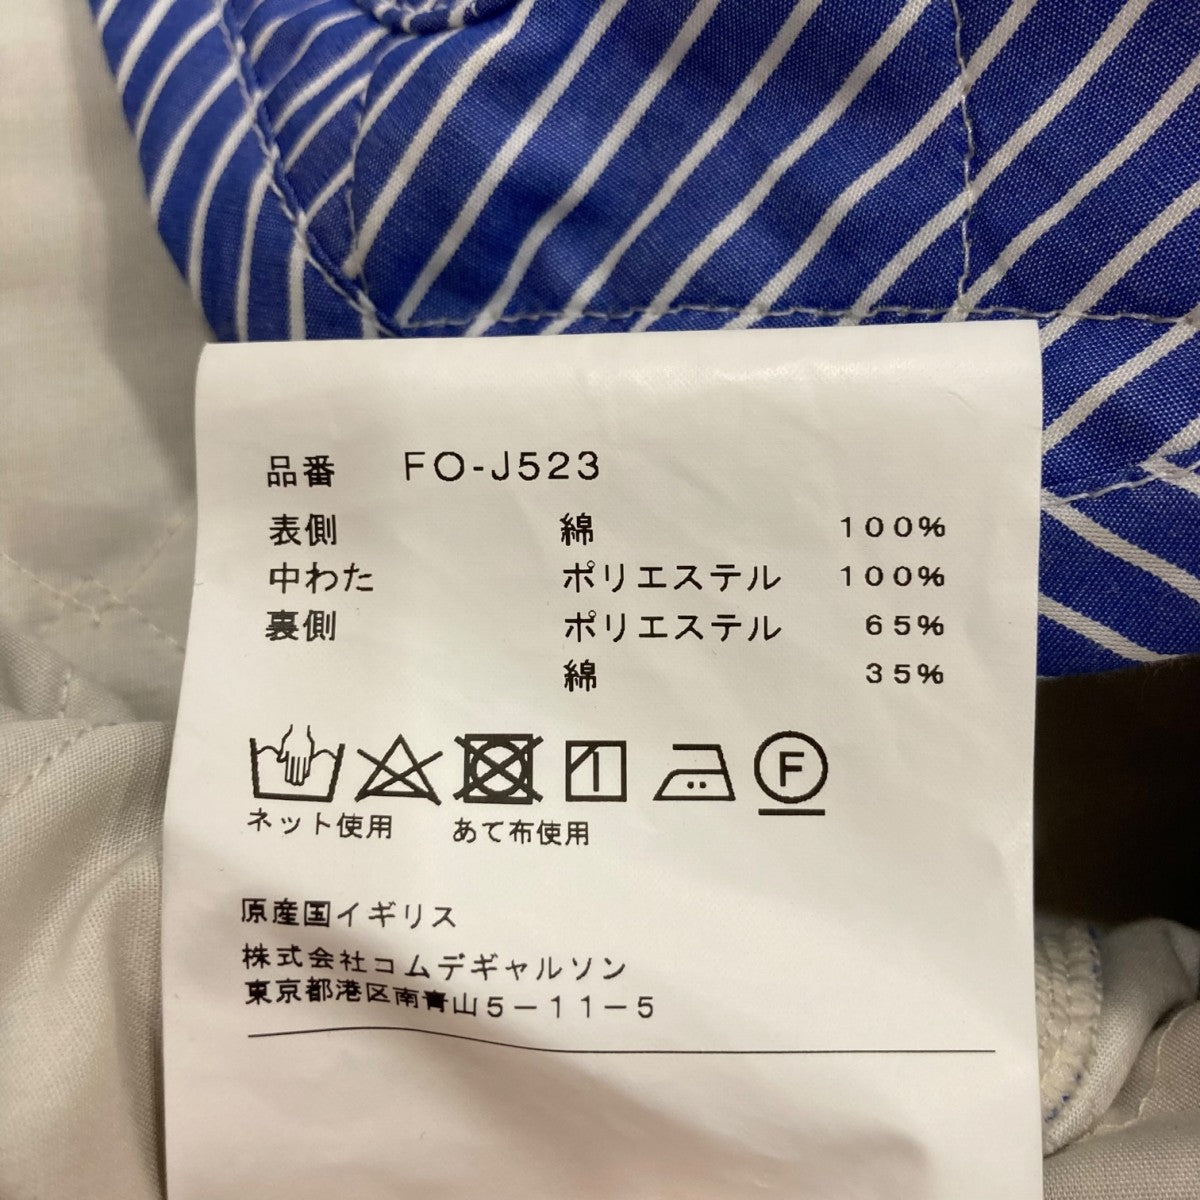 品番 FO-J523
表側 綿 100%
中わた ポリエステル 100%
裏側 ポリエステル 65%
綿 35%
F
ネット使用 あて布使用
原産国イギリス
株式会社コムデギャルソン
東京都港区南青山5-11-5